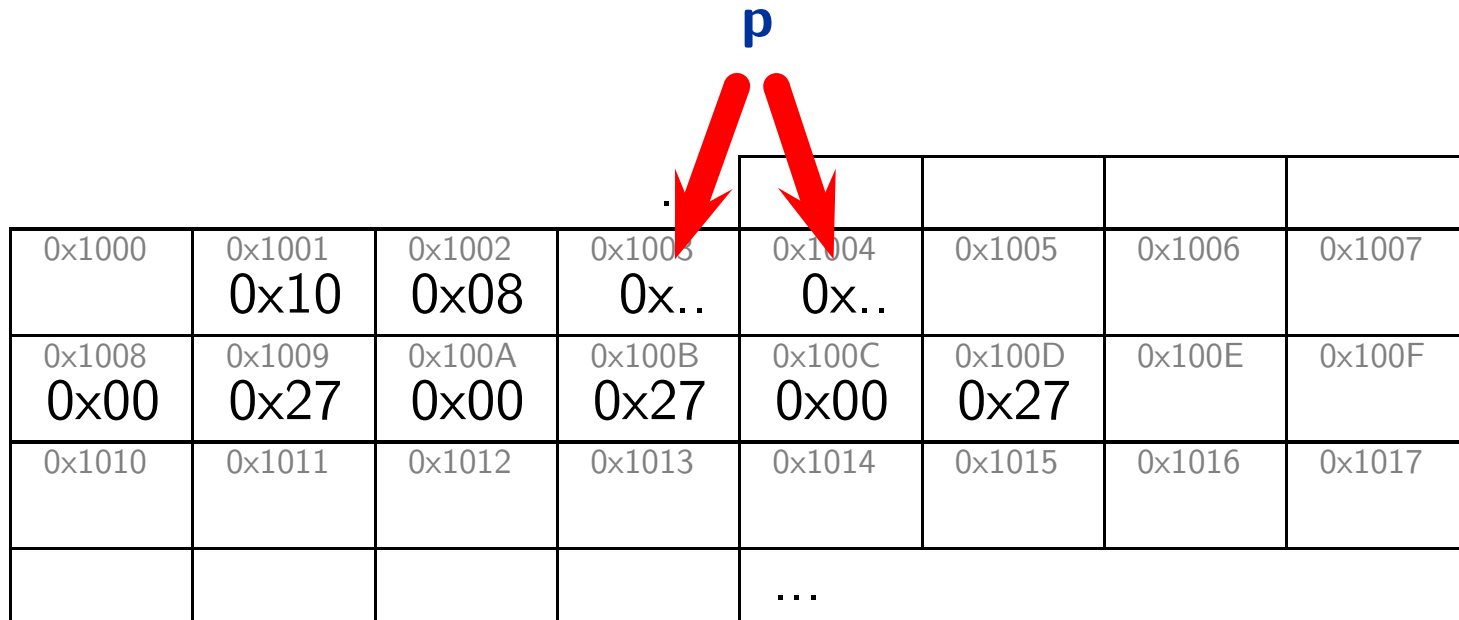 p
.
0x1000 0x1001 0x1002 0x1003 0x1004 0x1005 0x1006 0x1007
0x10 0x08 0x.. 0x..
0x1008 0x1009 0x100A 0x100B 0x100C 0x100D 0x100E 0x100F
0x00 0x27 0x00 0x27 0x00 0x27
0x1010 0x1011 0x1012 0x1013 0x1014 0x1015 0x1016 0x1017
...